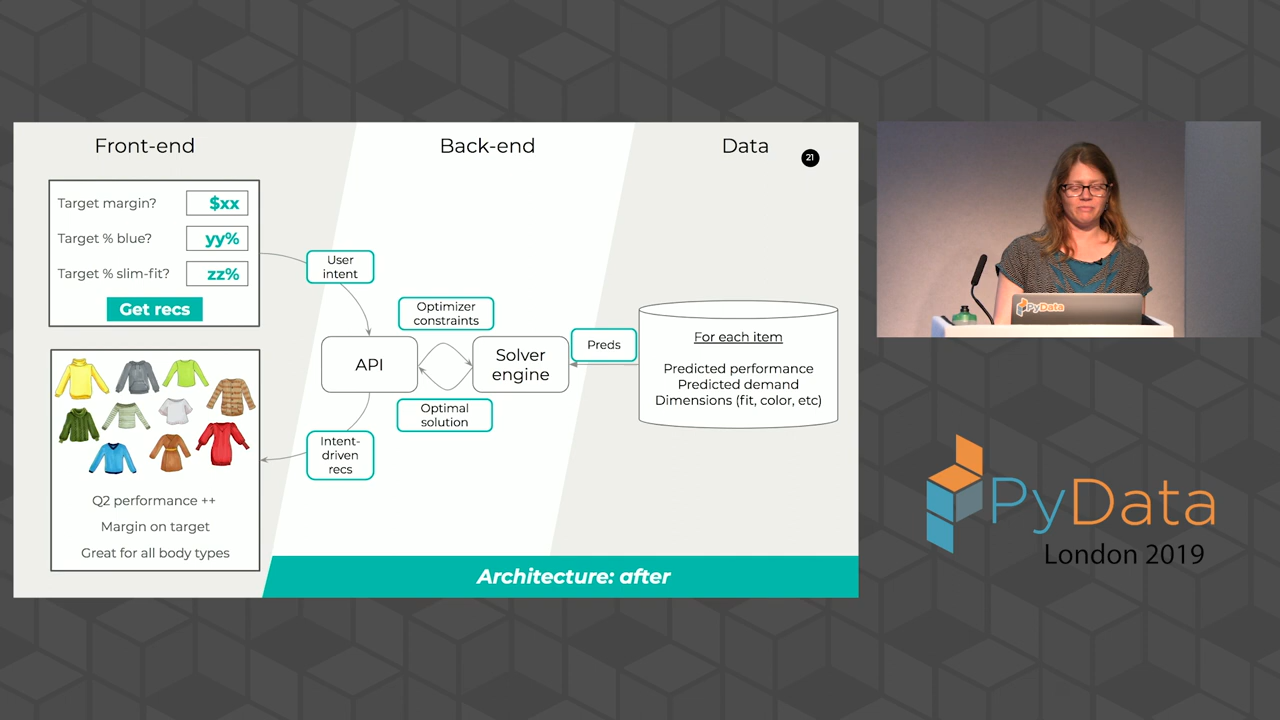 Front-end
Back-end
Data
21
Target margin?
$xx
Target % blue?
yy%
Target % slim-fit?
zz%
Get recs
User
intent
Optimizer
constraints
API
Solver
engine
Preds
For each item
Predicted performance
Predicted demand
Dimensions (fit, color, etc)
Optimal
solution
Intent-
driven
recs
Q2 performance ++
Margin on target
Great for all body types
Architecture: after
PyData
PyData
London 2019